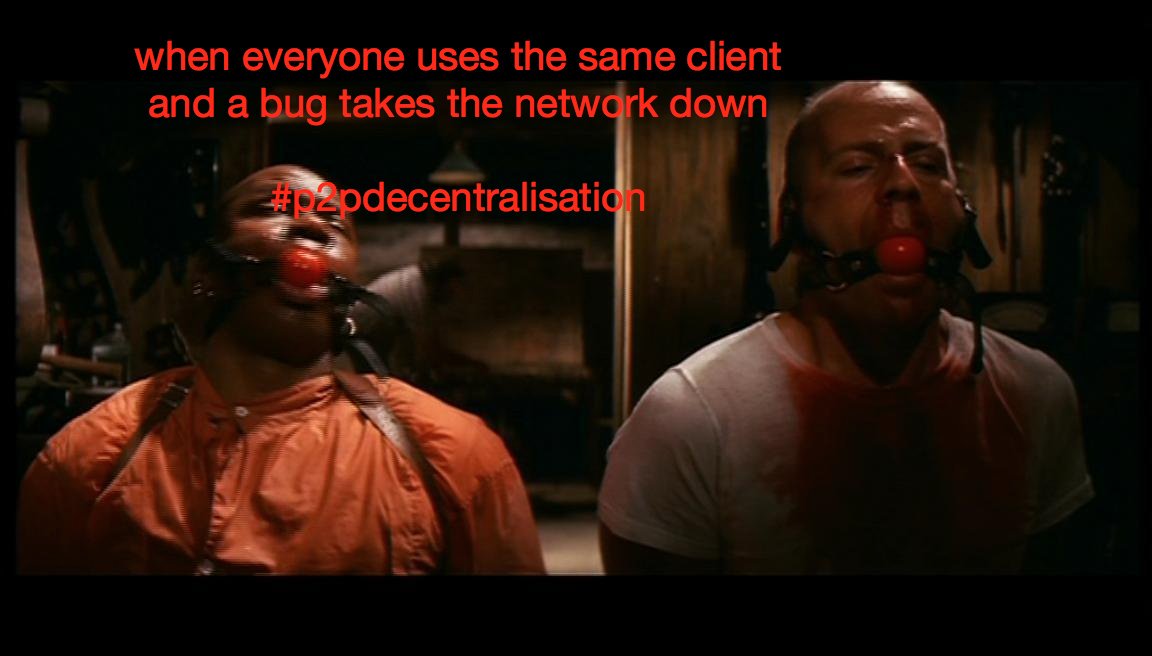 when everyone uses the same client
and a bug takes the network down
#p2pdecentralisation